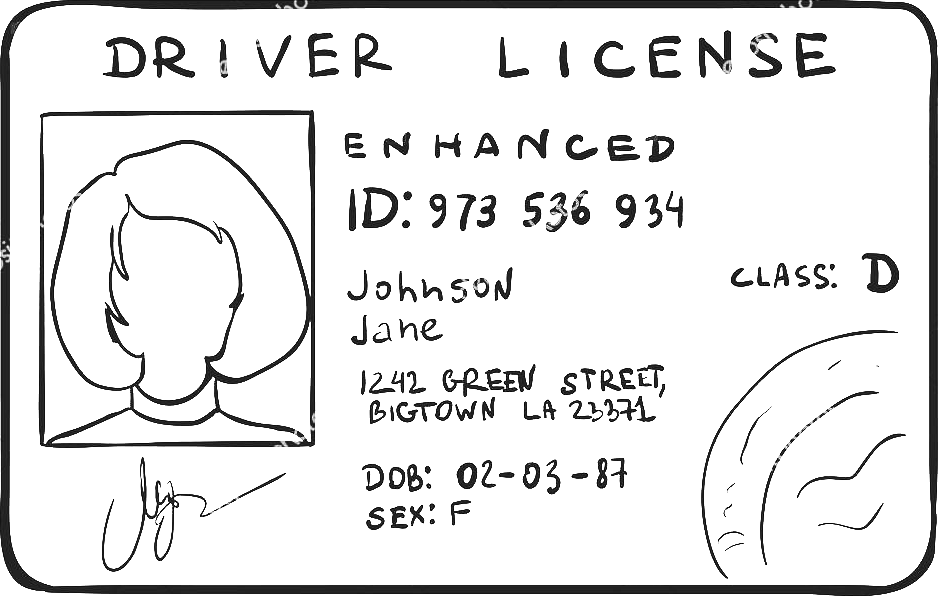 DRIVER LICENSE
ENHANCED
ID: 973 536 934
CLASS: D
Johnson
Jane
1242 GREEN STREET,
BIGTOWN LA 23371
DOB: 02-03-87
SEX: F